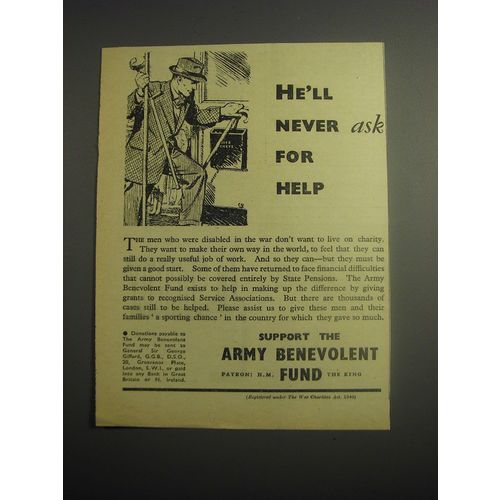 HE'LL
NEVER ask
FOR
HELP
THE men who were disabled in the war don't want to live on charity.
They want to make their own way in the world, to feel that they can
still do a really useful job of work. And so they can—but they must be
given a good start. Some of them have returned to face financial difficulties
that cannot possibly be covered entirely by State Pensions. The Army
Benevolent Fund exists to help in making up the difference by giving
grants to recognised Service Associations. But there are thousands of
cases still to be helped. Please assist us to give these men and their
families 'a sporting chance' in the country for which they gave so much.
● Donations payable to
The Army Benevolent
Fund may be sent to
General Sir George
Giffard, G.C.B., D.S.O.,
20, Grosvenor Place,
London, S.W.1, or paid
into any Bank in Great
Britain or N. Ireland.
SUPPORT THE
ARMY BENEVOLENT
PATRON: H.M. FUND THE KING
(Registered under The War Charities Act, 1940)